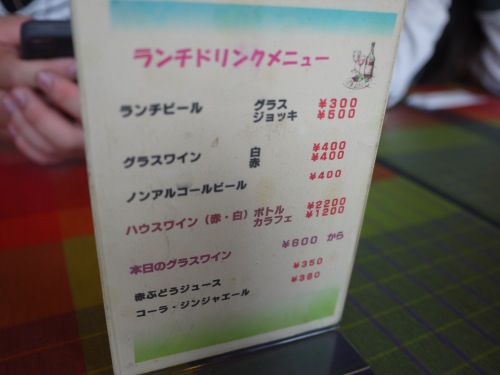 ランチドリンクメニュー
ランチビール グラス ¥300
ジョッキ ¥500
グラスワイン 白 ¥400
赤 ¥400
ノンアルコールビール ¥400
ハウスワイン（赤・白）ボトル ¥2200
カラフェ ¥1200
本日のグラスワイン ¥600 から
赤ぶどうジュース ¥350
コーラ・ジンジャエール ¥380